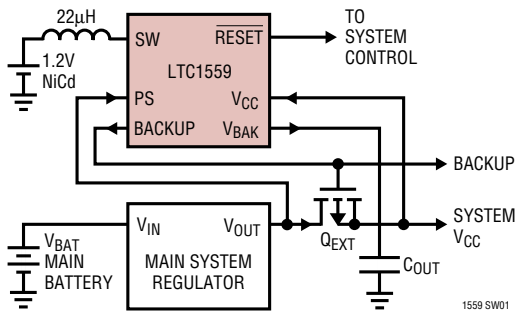 22µH
SW
RESET
TO
SYSTEM
CONTROL
1.2V
NiCd
LTC1559
PS
VCC
BACKUP
VBAK
BACKUP
VIN
VOUT
QEXT
SYSTEM
VCC
VBAT
MAIN
BATTERY
MAIN SYSTEM
REGULATOR
COUT
1559 SW01